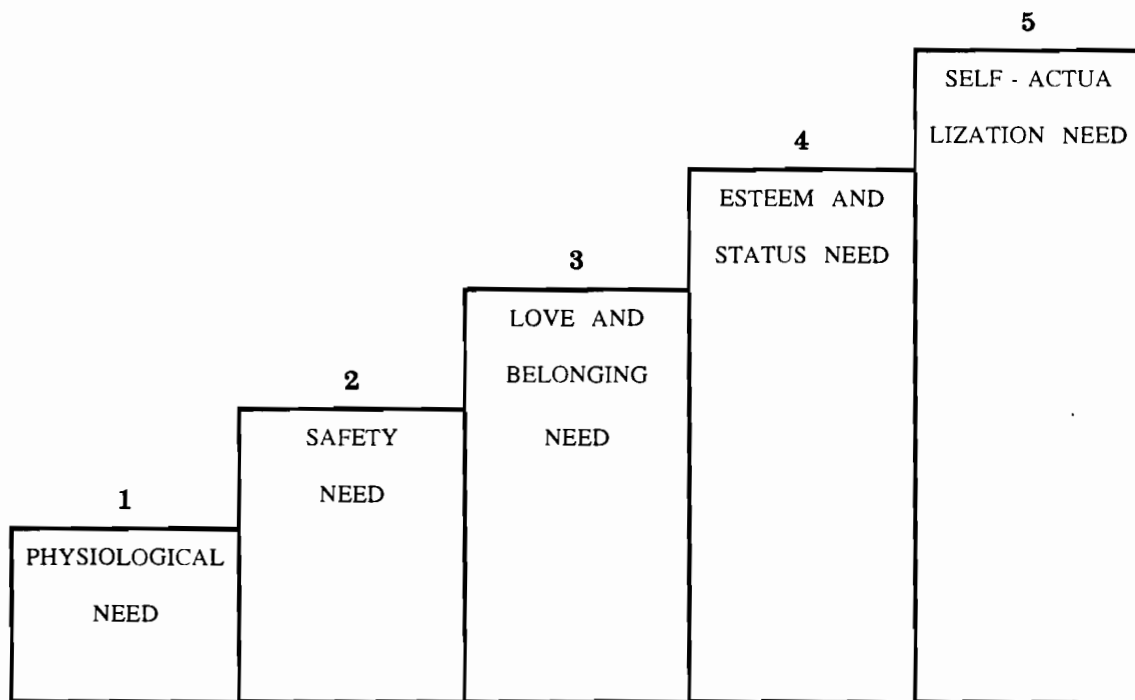 1
PHYSIOLOGICAL
NEED
2
SAFETY
NEED
3
LOVE AND
BELONGING
NEED
4
ESTEEM AND
STATUS NEED
5
SELF - ACTUA
LIZATION NEED